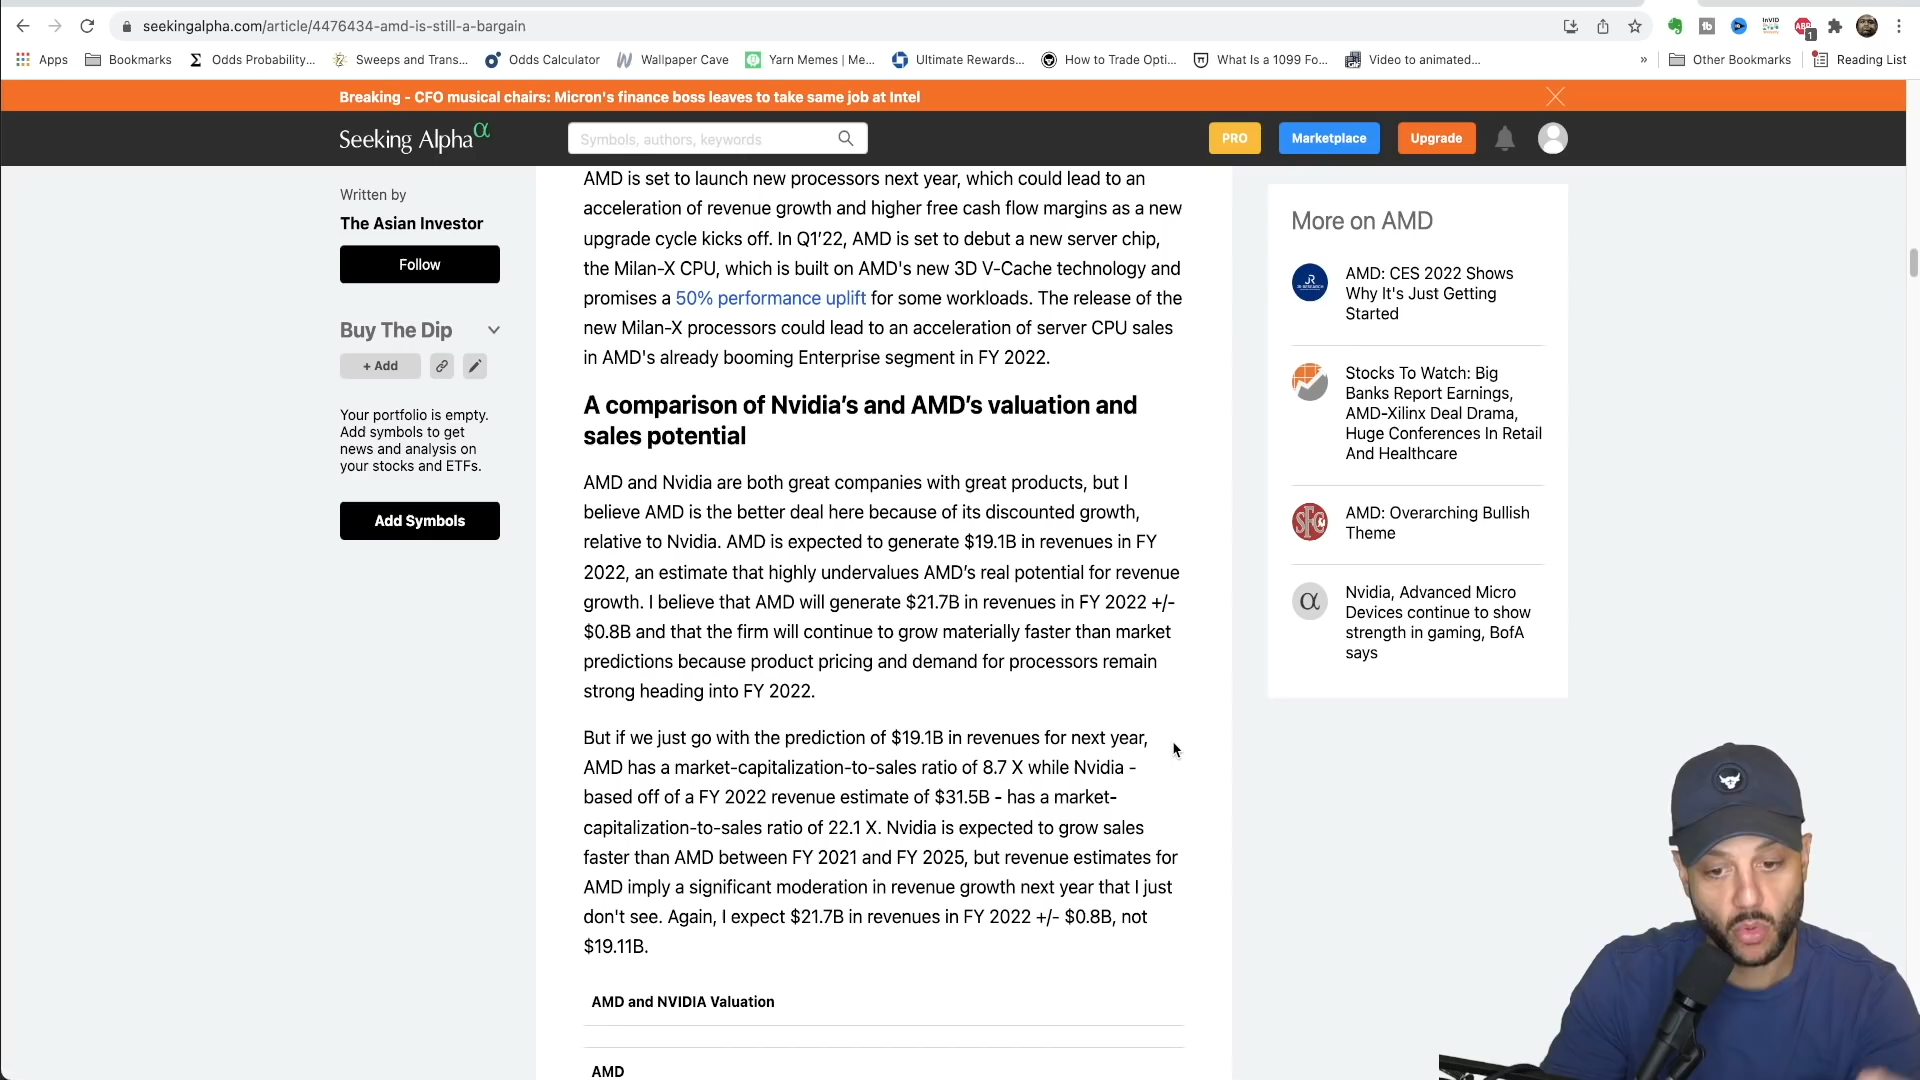 seekingalpha.com/article/4476434-amd-is-still-a-bargain
Apps
Bookmarks
Odds Probability...
Sweeps and Trans...
Odds Calculator
Wallpaper Cave
Yarn Memes | Me...
Ultimate Rewards...
How to Trade Opti...
What Is a 1099 Fo...
Video to animated...
»
Other Bookmarks
Reading List
Breaking - CFO musical chairs: Micron's finance boss leaves to take same job at Intel
Seeking Alpha α
Symbols, authors, keywords
PRO
Marketplace
Upgrade
Written by
The Asian Investor
Follow
Buy The Dip
+ Add
Your portfolio is empty.
Add symbols to get
news and analysis on
your stocks and ETFs.
Add Symbols
AMD is set to launch new processors next year, which could lead to an
acceleration of revenue growth and higher free cash flow margins as a new
upgrade cycle kicks off. In Q1’22, AMD is set to debut a new server chip,
the Milan-X CPU, which is built on AMD's new 3D V-Cache technology and
promises a 50% performance uplift for some workloads. The release of the
new Milan-X processors could lead to an acceleration of server CPU sales
in AMD's already booming Enterprise segment in FY 2022.
A comparison of Nvidia’s and AMD’s valuation and
sales potential
AMD and Nvidia are both great companies with great products, but I
believe AMD is the better deal here because of its discounted growth,
relative to Nvidia. AMD is expected to generate $19.1B in revenues in FY
2022, an estimate that highly undervalues AMD’s real potential for revenue
growth. I believe that AMD will generate $21.7B in revenues in FY 2022 +/-
$0.8B and that the firm will continue to grow materially faster than market
predictions because product pricing and demand for processors remain
strong heading into FY 2022.
But if we just go with the prediction of $19.1B in revenues for next year,
AMD has a market-capitalization-to-sales ratio of 8.7 X while Nvidia -
based off of a FY 2022 revenue estimate of $31.5B - has a market-
capitalization-to-sales ratio of 22.1 X. Nvidia is expected to grow sales
faster than AMD between FY 2021 and FY 2025, but revenue estimates for
AMD imply a significant moderation in revenue growth next year that I just
don't see. Again, I expect $21.7B in revenues in FY 2022 +/- $0.8B, not
$19.11B.
AMD and NVIDIA Valuation
AMD
More on AMD
AMD: CES 2022 Shows
Why It's Just Getting
Started
Stocks To Watch: Big
Banks Report Earnings,
AMD-Xilinx Deal Drama,
Huge Conferences In Retail
And Healthcare
AMD: Overarching Bullish
Theme
Nvidia, Advanced Micro
Devices continue to show
strength in gaming, BofA
says